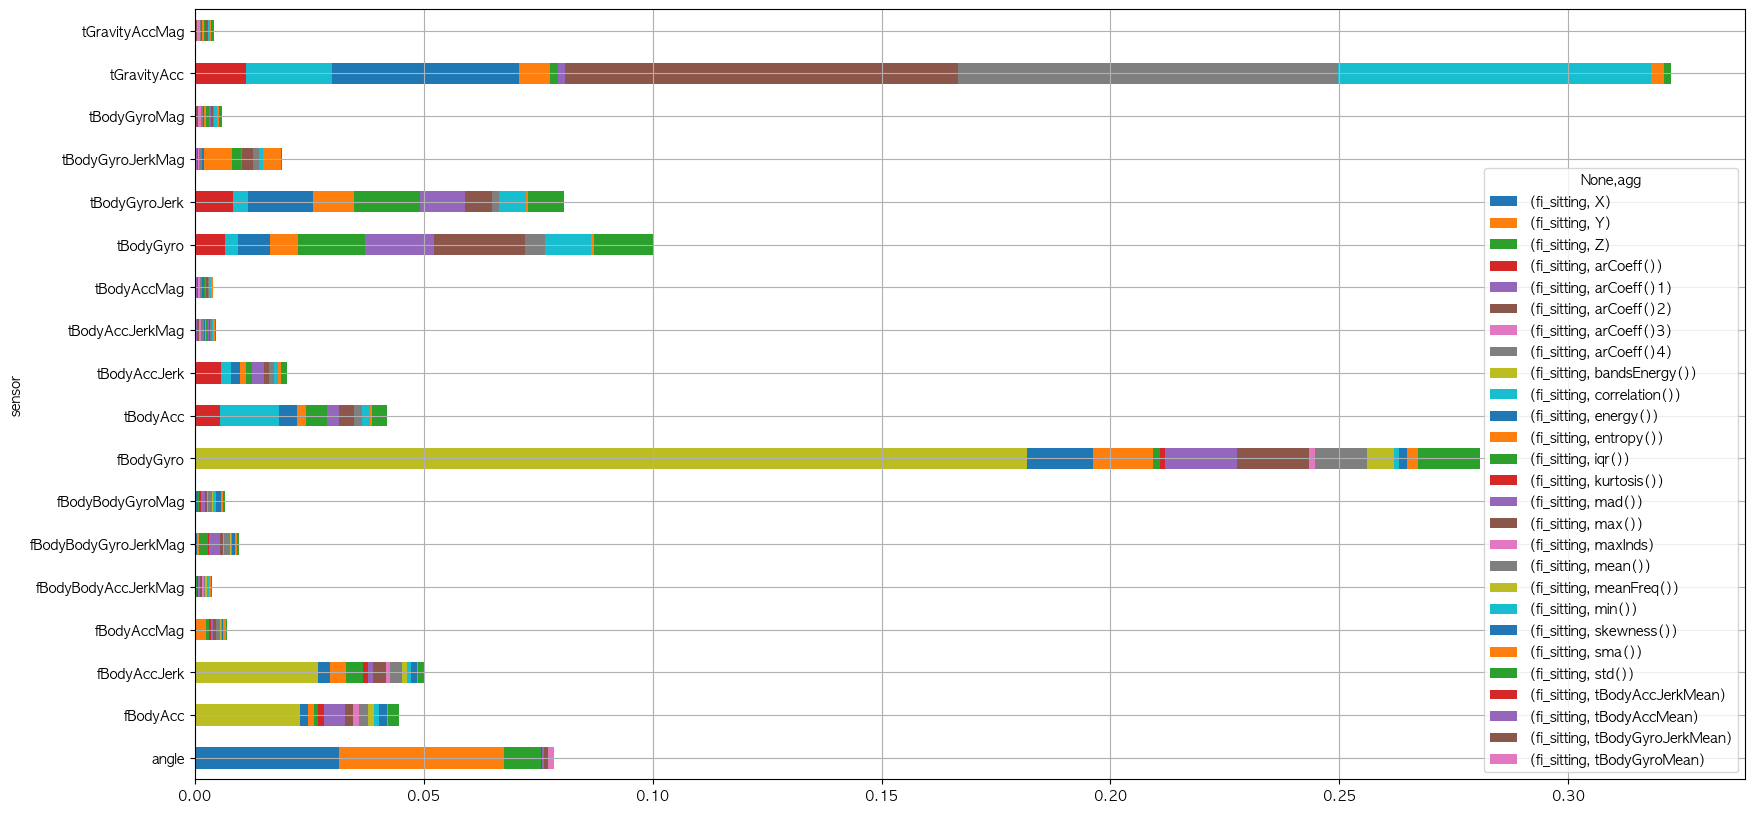 tGravityAccMag
tGravityAcc
tBodyGyroMag
tBodyGyroJerkMag
tBodyGyroJerk
tBodyGyro
tBodyAccMag
tBodyAccJerkMag
tBodyAccJerk
tBodyAcc
fBodyGyro
fBodyBodyGyroMag
fBodyBodyGyroJerkMag
fBodyBodyAccJerkMag
fBodyAccMag
fBodyAccJerk
fBodyAcc
angle
sensor
0.00
0.05
0.10
0.15
0.20
0.25
0.30
None,agg
(fi_sitting, X)
(fi_sitting, Y)
(fi_sitting, Z)
(fi_sitting, arCoeff())
(fi_sitting, arCoeff()1)
(fi_sitting, arCoeff()2)
(fi_sitting, arCoeff()3)
(fi_sitting, arCoeff()4)
(fi_sitting, bandsEnergy())
(fi_sitting, correlation())
(fi_sitting, energy())
(fi_sitting, entropy())
(fi_sitting, iqr())
(fi_sitting, kurtosis())
(fi_sitting, mad())
(fi_sitting, max())
(fi_sitting, maxInds)
(fi_sitting, mean())
(fi_sitting, meanFreq())
(fi_sitting, min())
(fi_sitting, skewness())
(fi_sitting, sma())
(fi_sitting, std())
(fi_sitting, tBodyAccJerkMean)
(fi_sitting, tBodyAccMean)
(fi_sitting, tBodyGyroJerkMean)
(fi_sitting, tBodyGyroMean)